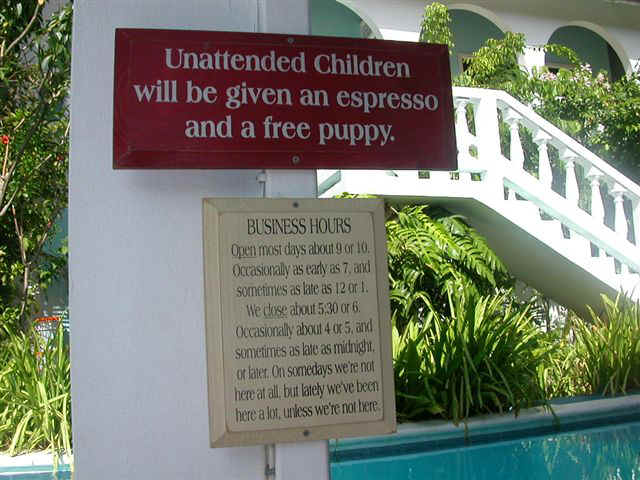 Unattended Children
will be given an espresso
and a free puppy.
BUSINESS HOURS
Open most days about 9 or 10.
Occasionally as early as 7, and
sometimes as late as 12 or 1.
We close about 5:30 or 6.
Occasionally about 4 or 5, and
sometimes as late as midnight,
or later. On somedays we're not
here at all, but lately we've been
here a lot, unless we're not here.